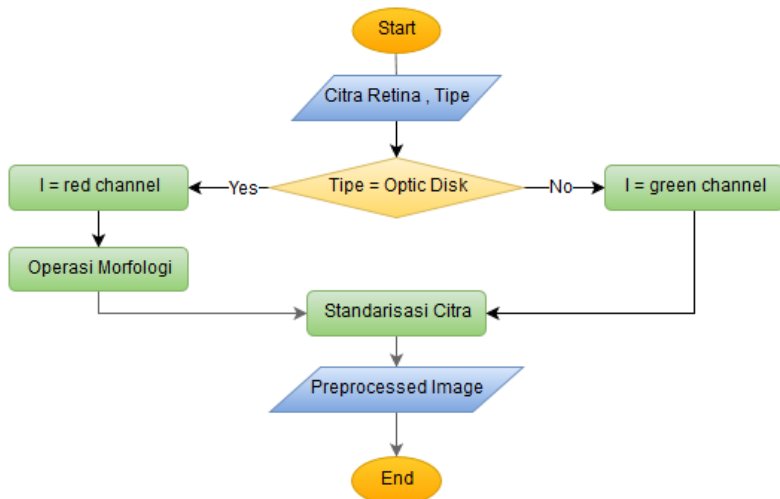 Start
Citra Retina , Tipe
Tipe = Optic Disk
Yes
No
I = red channel
I = green channel
Operasi Morfologi
Standarisasi Citra
Preprocessed Image
End